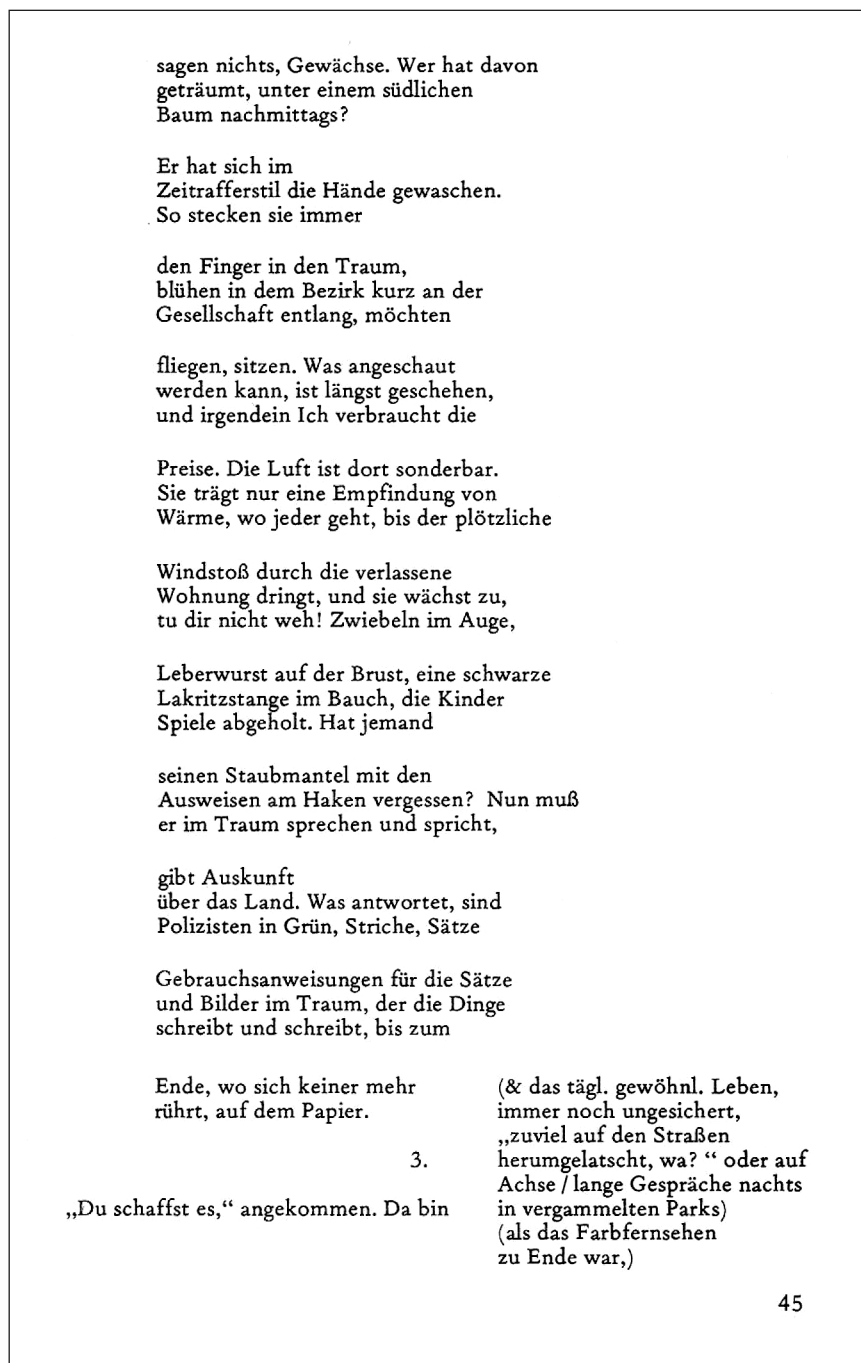 sagen nichts, Gewächse. Wer hat davon
geträumt, unter einem südlichen
Baum nachmittags?

Er hat sich im
Zeitrafferstil die Hände gewaschen.
So stecken sie immer

den Finger in den Traum,
blühen in dem Bezirk kurz an der
Gesellschaft entlang, möchten

fliegen, sitzen. Was angeschaut
werden kann, ist längst geschehen,
und irgendein Ich verbraucht die

Preise. Die Luft ist dort sonderbar.
Sie trägt nur eine Empfindung von
Wärme, wo jeder geht, bis der plötzliche

Windstoß durch die verlassene
Wohnung dringt, und sie wächst zu,
tu dir nicht weh! Zwiebeln im Auge,

Leberwurst auf der Brust, eine schwarze
Lakritzstange im Bauch, die Kinder
Spiele abgeholt. Hat jemand

seinen Staubmantel mit den
Ausweisen am Haken vergessen? Nun muß
er im Traum sprechen und spricht,

gibt Auskunft
über das Land. Was antwortet, sind
Polizisten in Grün, Striche, Sätze

Gebrauchsanweisungen für die Sätze
und Bilder im Traum, der die Dinge
schreibt und schreibt, bis zum

Ende, wo sich keiner mehr
rührt, auf dem Papier.

3.

„Du schaffst es,“ angekommen. Da bin

(& das tägl. gewöhnl. Leben,
immer noch ungesichert,
„zuviel auf den Straßen
herumgelatscht, wa? “ oder auf
Achse / lange Gespräche nachts
in vergammelten Parks)
(als das Farbfernsehen
zu Ende war,)

45